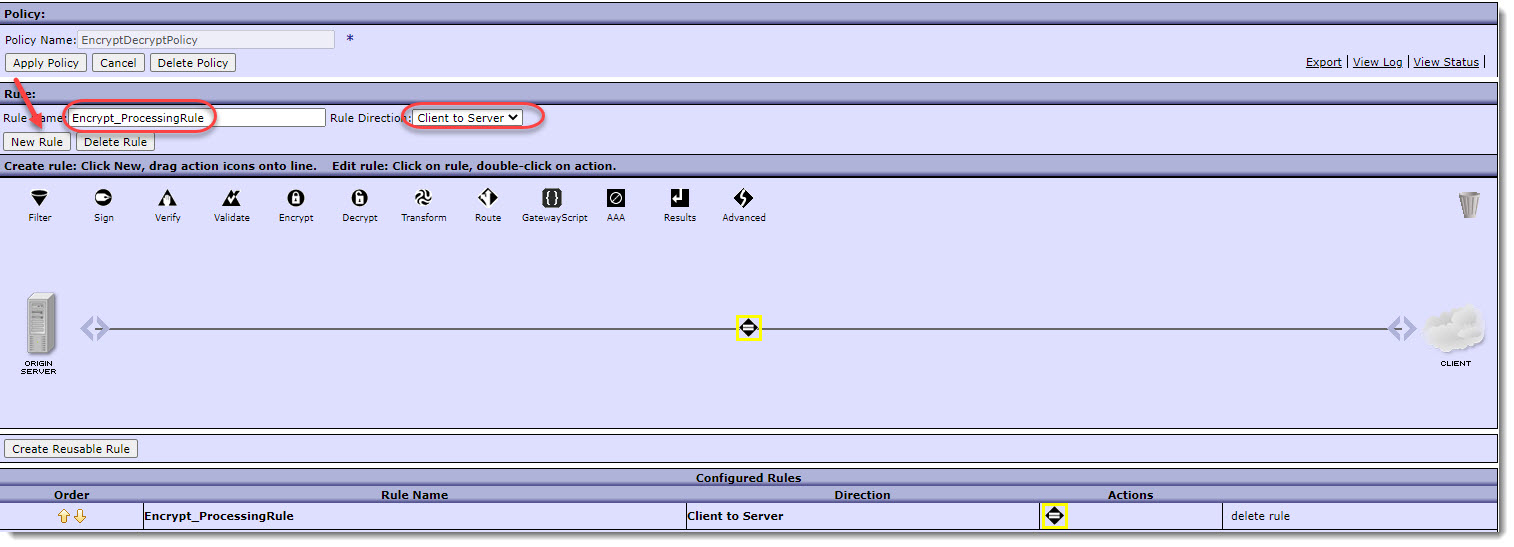 Policy:
Policy Name: EncryptDecryptPolicy *
Apply Policy Cancel Delete Policy Export | View Log | View Status |
Rule:
Rule Name: Encrypt_ProcessingRule Rule Direction: Client to Server
New Rule Delete Rule
Create rule: Click New, drag action icons onto line. Edit rule: Click on rule, double-click on action.
Filter Sign Verify Validate Encrypt Decrypt Transform Route GatewayScript AAA Results Advanced
ORIGIN
SERVER
CLIENT
Create Reusable Rule
Configured Rules
Order Rule Name Direction Actions
Encrypt_ProcessingRule Client to Server delete rule